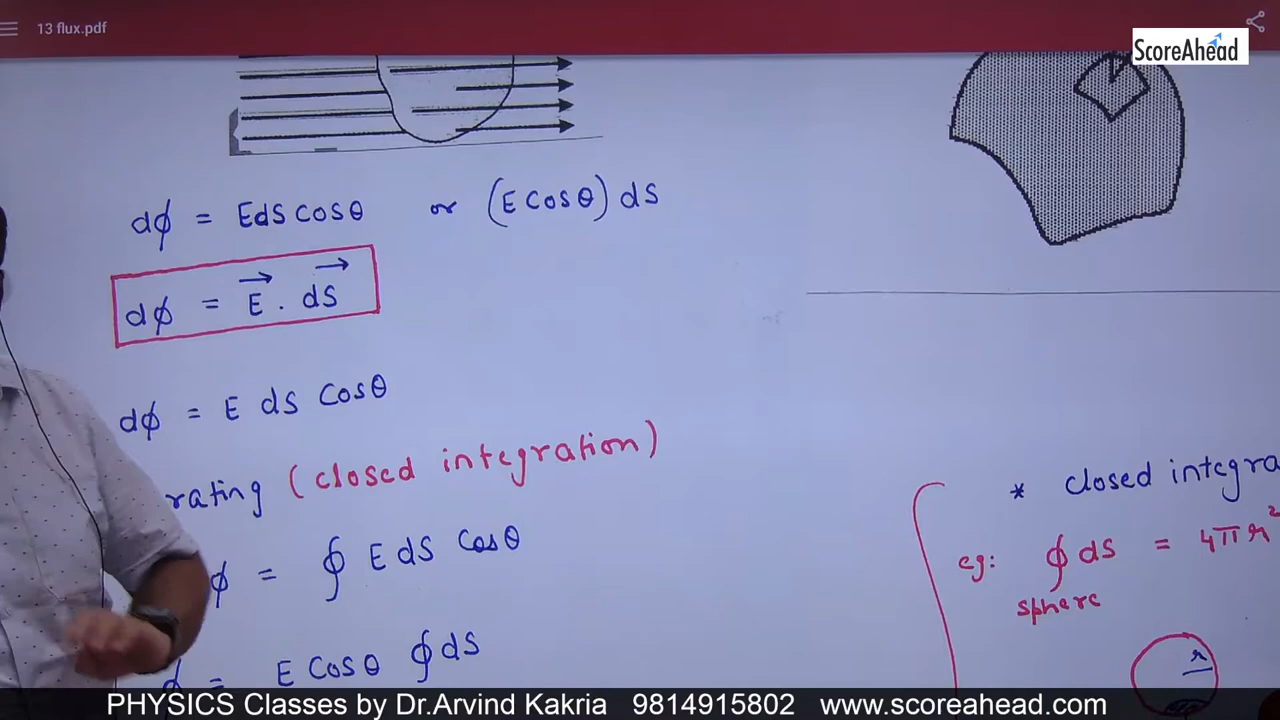 13 flux.pdf
ScoreAhead
dϕ = E ds cosθ or (E cosθ) ds
dϕ = E⃗ . ds⃗
dϕ = E ds cosθ
rating (closed integration)
ϕ = ∮ E ds cosθ
= E cosθ ∮ ds
* closed integra
eg: ∮ ds = 4πr²
sphere
r
PHYSICS Classes by Dr.Arvind Kakria 9814915802 www.scoreahead.com